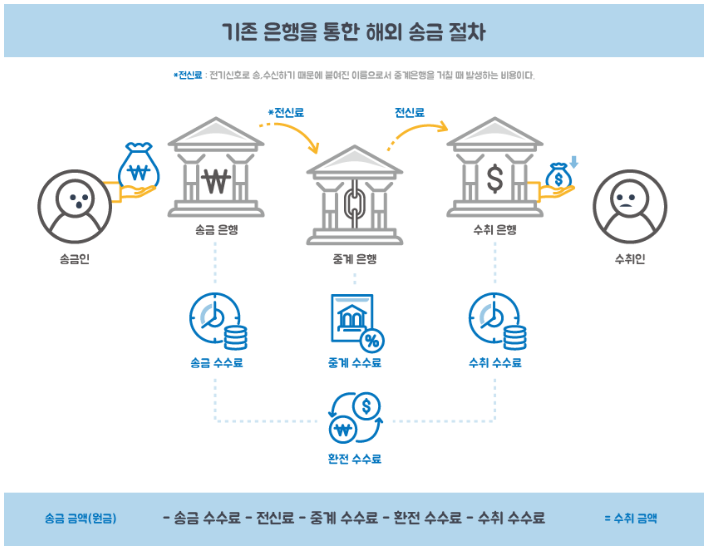 기존 은행을 통한 해외 송금 절차
*전신료 : 전기신호로 송,수신하기 때문에 붙여진 이름으로서 중계은행을 거칠 때 발생하는 비용이다.
*전신료
전신료
₩
₩
$
$
송금인
송금 은행
중계 은행
수취 은행
수취인
%
송금 수수료
중계 수수료
수취 수수료
$
₩
환전 수수료
송금 금액(원금) - 송금 수수료 - 전신료 - 중계 수수료 - 환전 수수료 - 수취 수수료 = 수취 금액